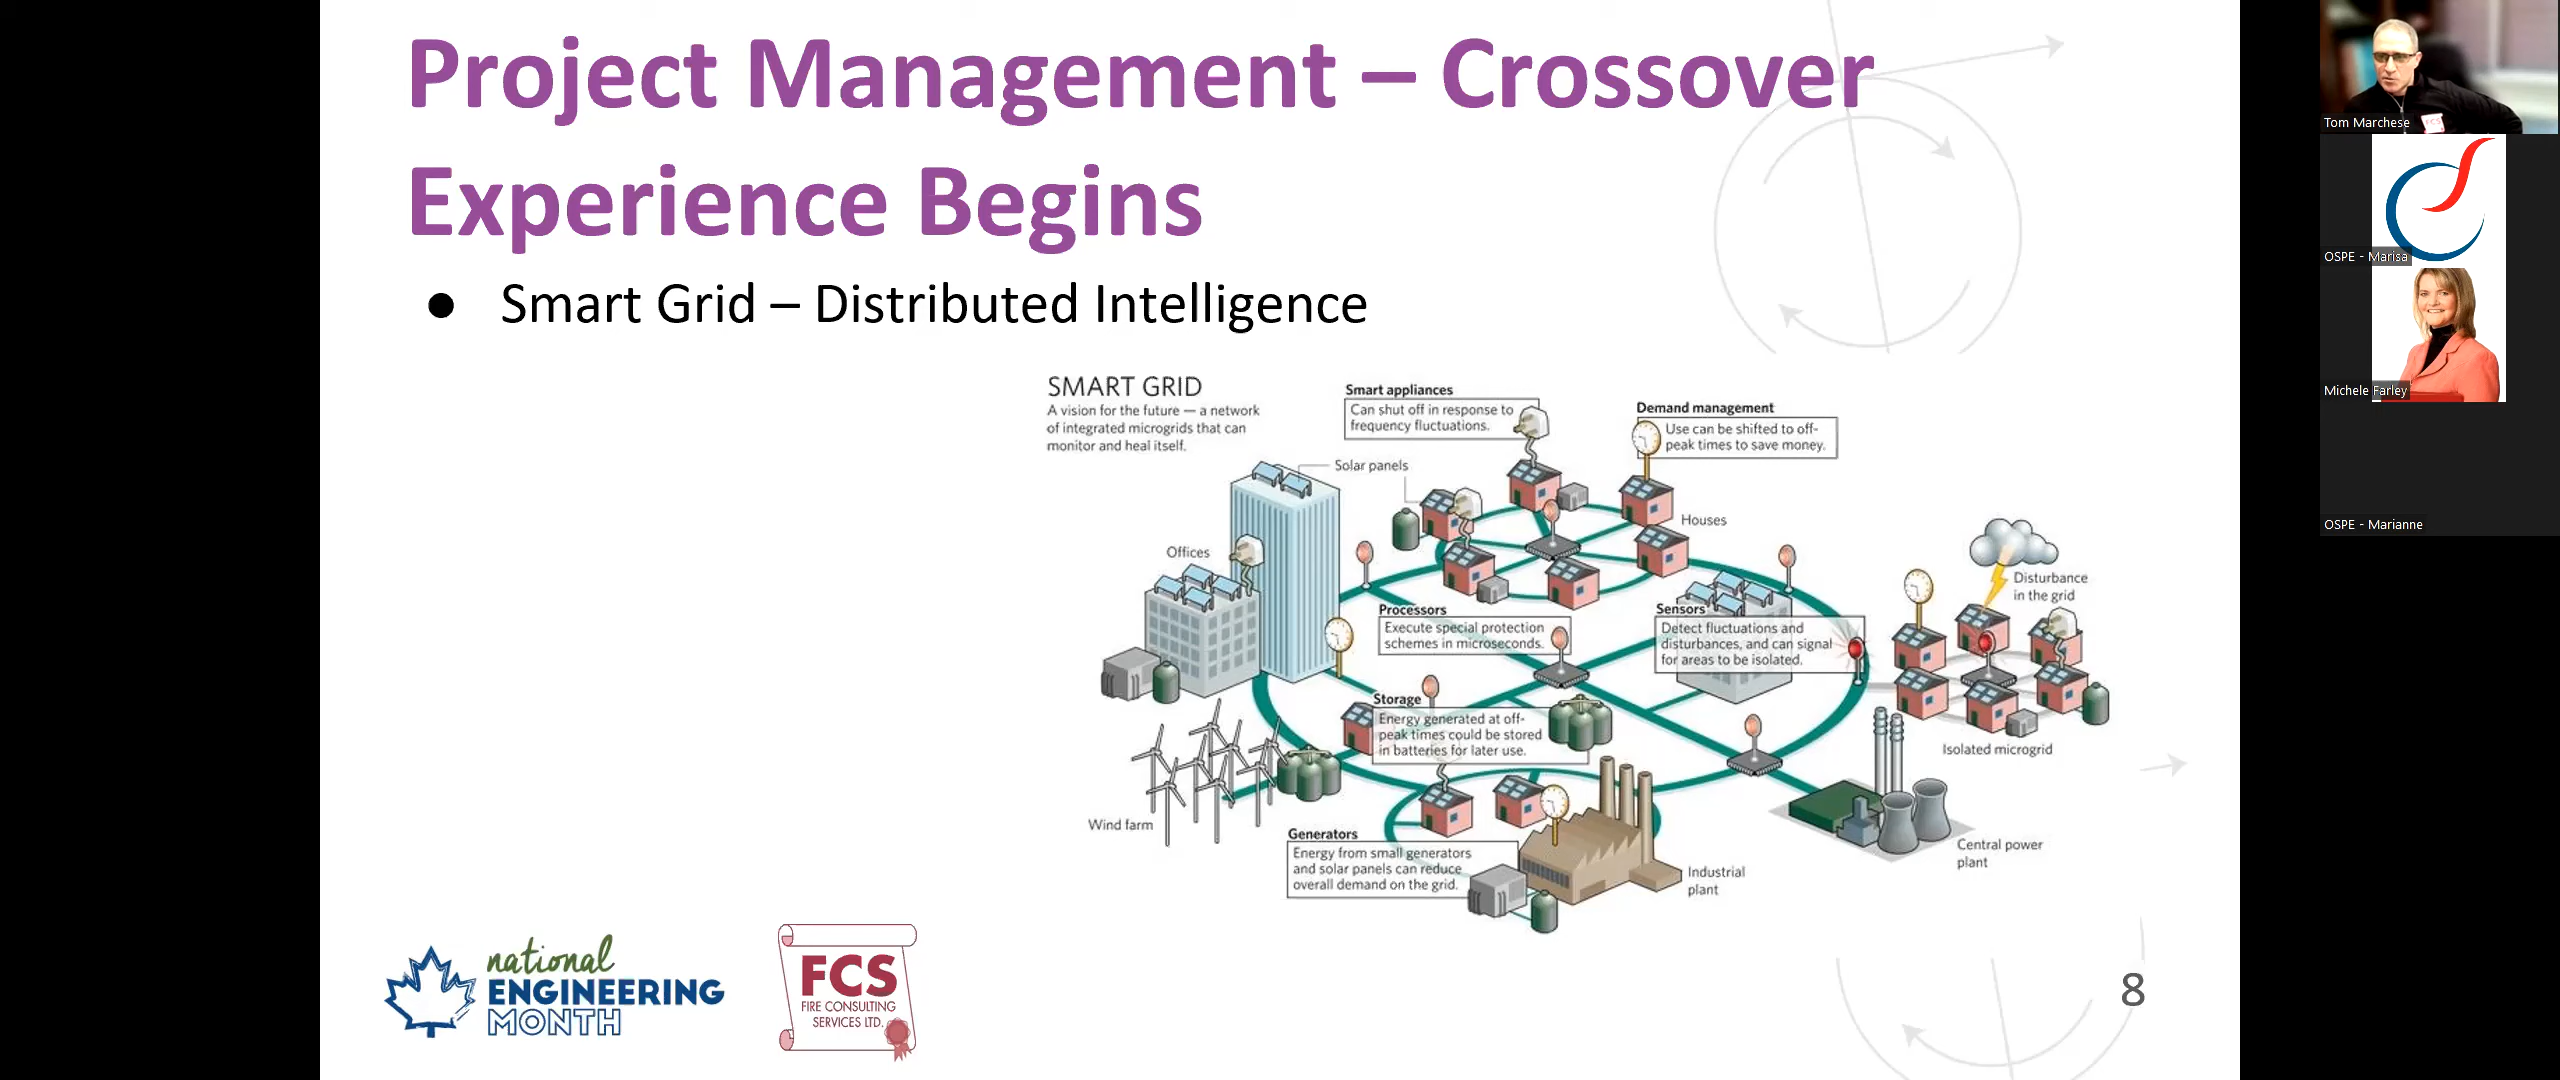 Project Management – Crossover
Experience Begins
● Smart Grid – Distributed Intelligence
SMART GRID
A vision for the future — a network
of integrated microgrids that can
monitor and heal itself.
Smart appliances
Can shut off in response to
frequency fluctuations.
Demand management
Use can be shifted to off-
peak times to save money.
Solar panels
Houses
Offices
Disturbance
in the grid
Processors
Execute special protection
schemes in microseconds.
Sensors
Detect fluctuations and
disturbances, and can signal
for areas to be isolated.
Storage
Energy generated at off-
peak times could be stored
in batteries for later use.
Isolated microgrid
Wind farm
Generators
Energy from small generators
and solar panels can reduce
overall demand on the grid.
Central power
plant
Industrial
plant
national
ENGINEERING
MONTH
FCS
FIRE CONSULTING
SERVICES LTD.
8
Tom Marchese
FCS
OSPE - Marisa
Michele Farley
OSPE - Marianne